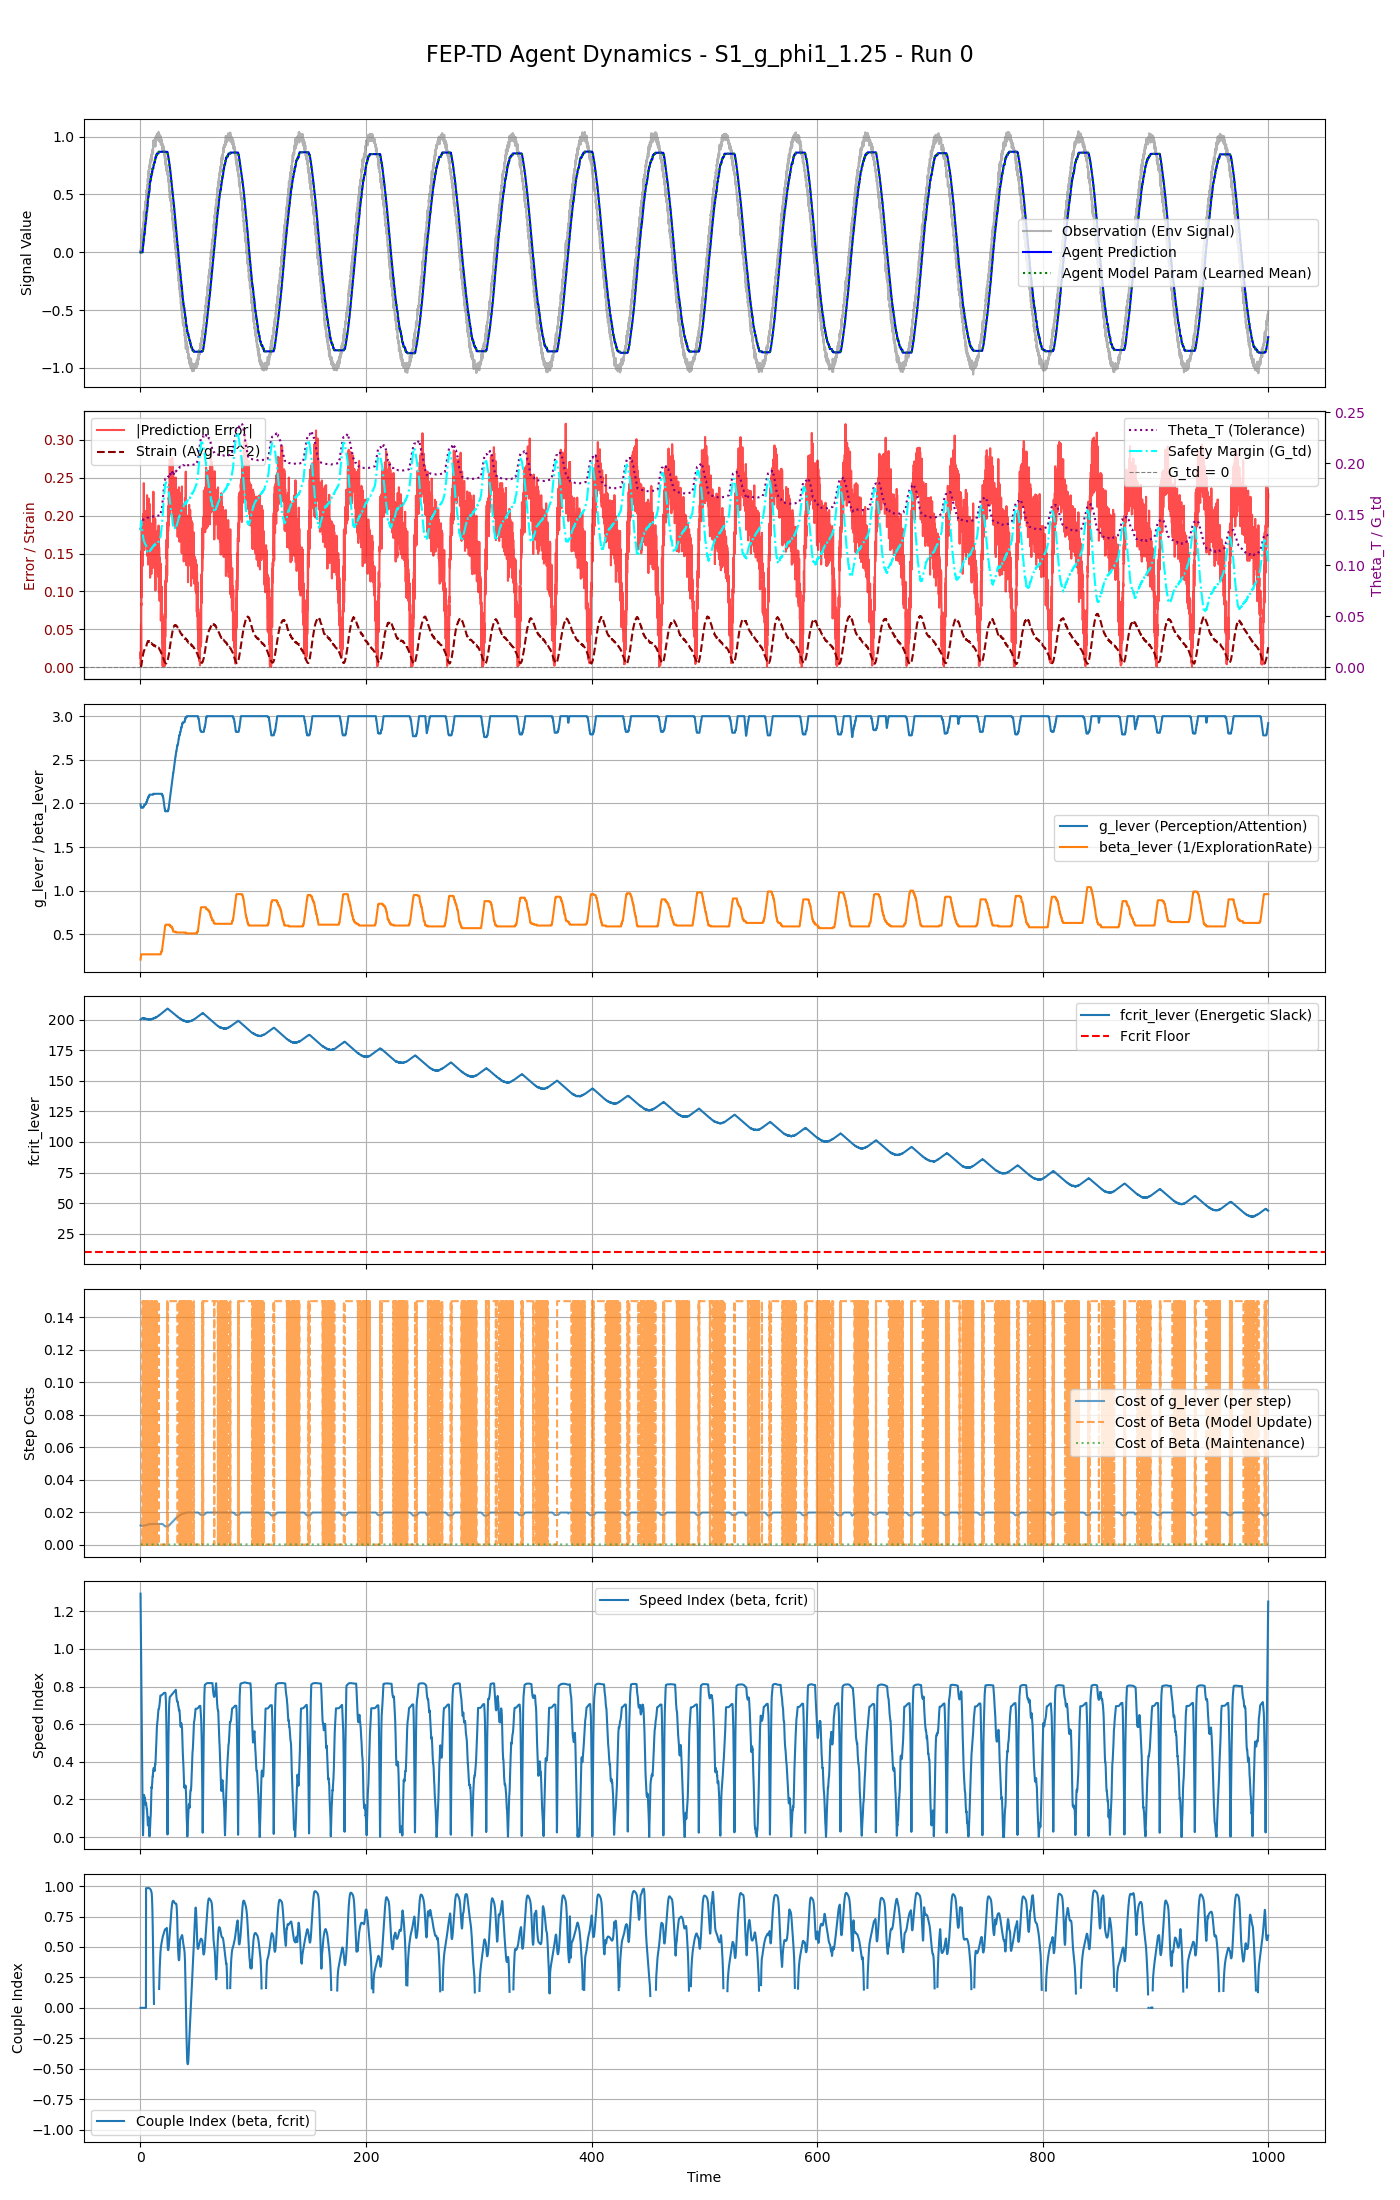 FEP-TD Agent Dynamics - S1_g_phi1_1.25 - Run 0
1.0
0.5
0.0
−0.5
−1.0
Signal Value
Observation (Env Signal)
Agent Prediction
Agent Model Param (Learned Mean)
0.30
0.25
0.20
0.15
0.10
0.05
0.00
Error / Strain
|Prediction Error|
Strain (Avg PE^2)
Theta_T (Tolerance)
Safety Margin (G_td)
G_td = 0
0.25
0.20
0.15
0.10
0.05
0.00
Theta_T / G_td
3.0
2.5
2.0
1.5
1.0
0.5
g_lever / beta_lever
g_lever (Perception/Attention)
beta_lever (1/ExplorationRate)
200
175
150
125
100
75
50
25
fcrit_lever
fcrit_lever (Energetic Slack)
Fcrit Floor
0.14
0.12
0.10
0.08
0.06
0.04
0.02
0.00
Step Costs
Cost of g_lever (per step)
Cost of Beta (Model Update)
Cost of Beta (Maintenance)
1.2
1.0
0.8
0.6
0.4
0.2
0.0
Speed Index
Speed Index (beta, fcrit)
1.00
0.75
0.50
0.25
0.00
−0.25
−0.50
−0.75
−1.00
Couple Index
Couple Index (beta, fcrit)
0
200
400
600
800
1000
Time